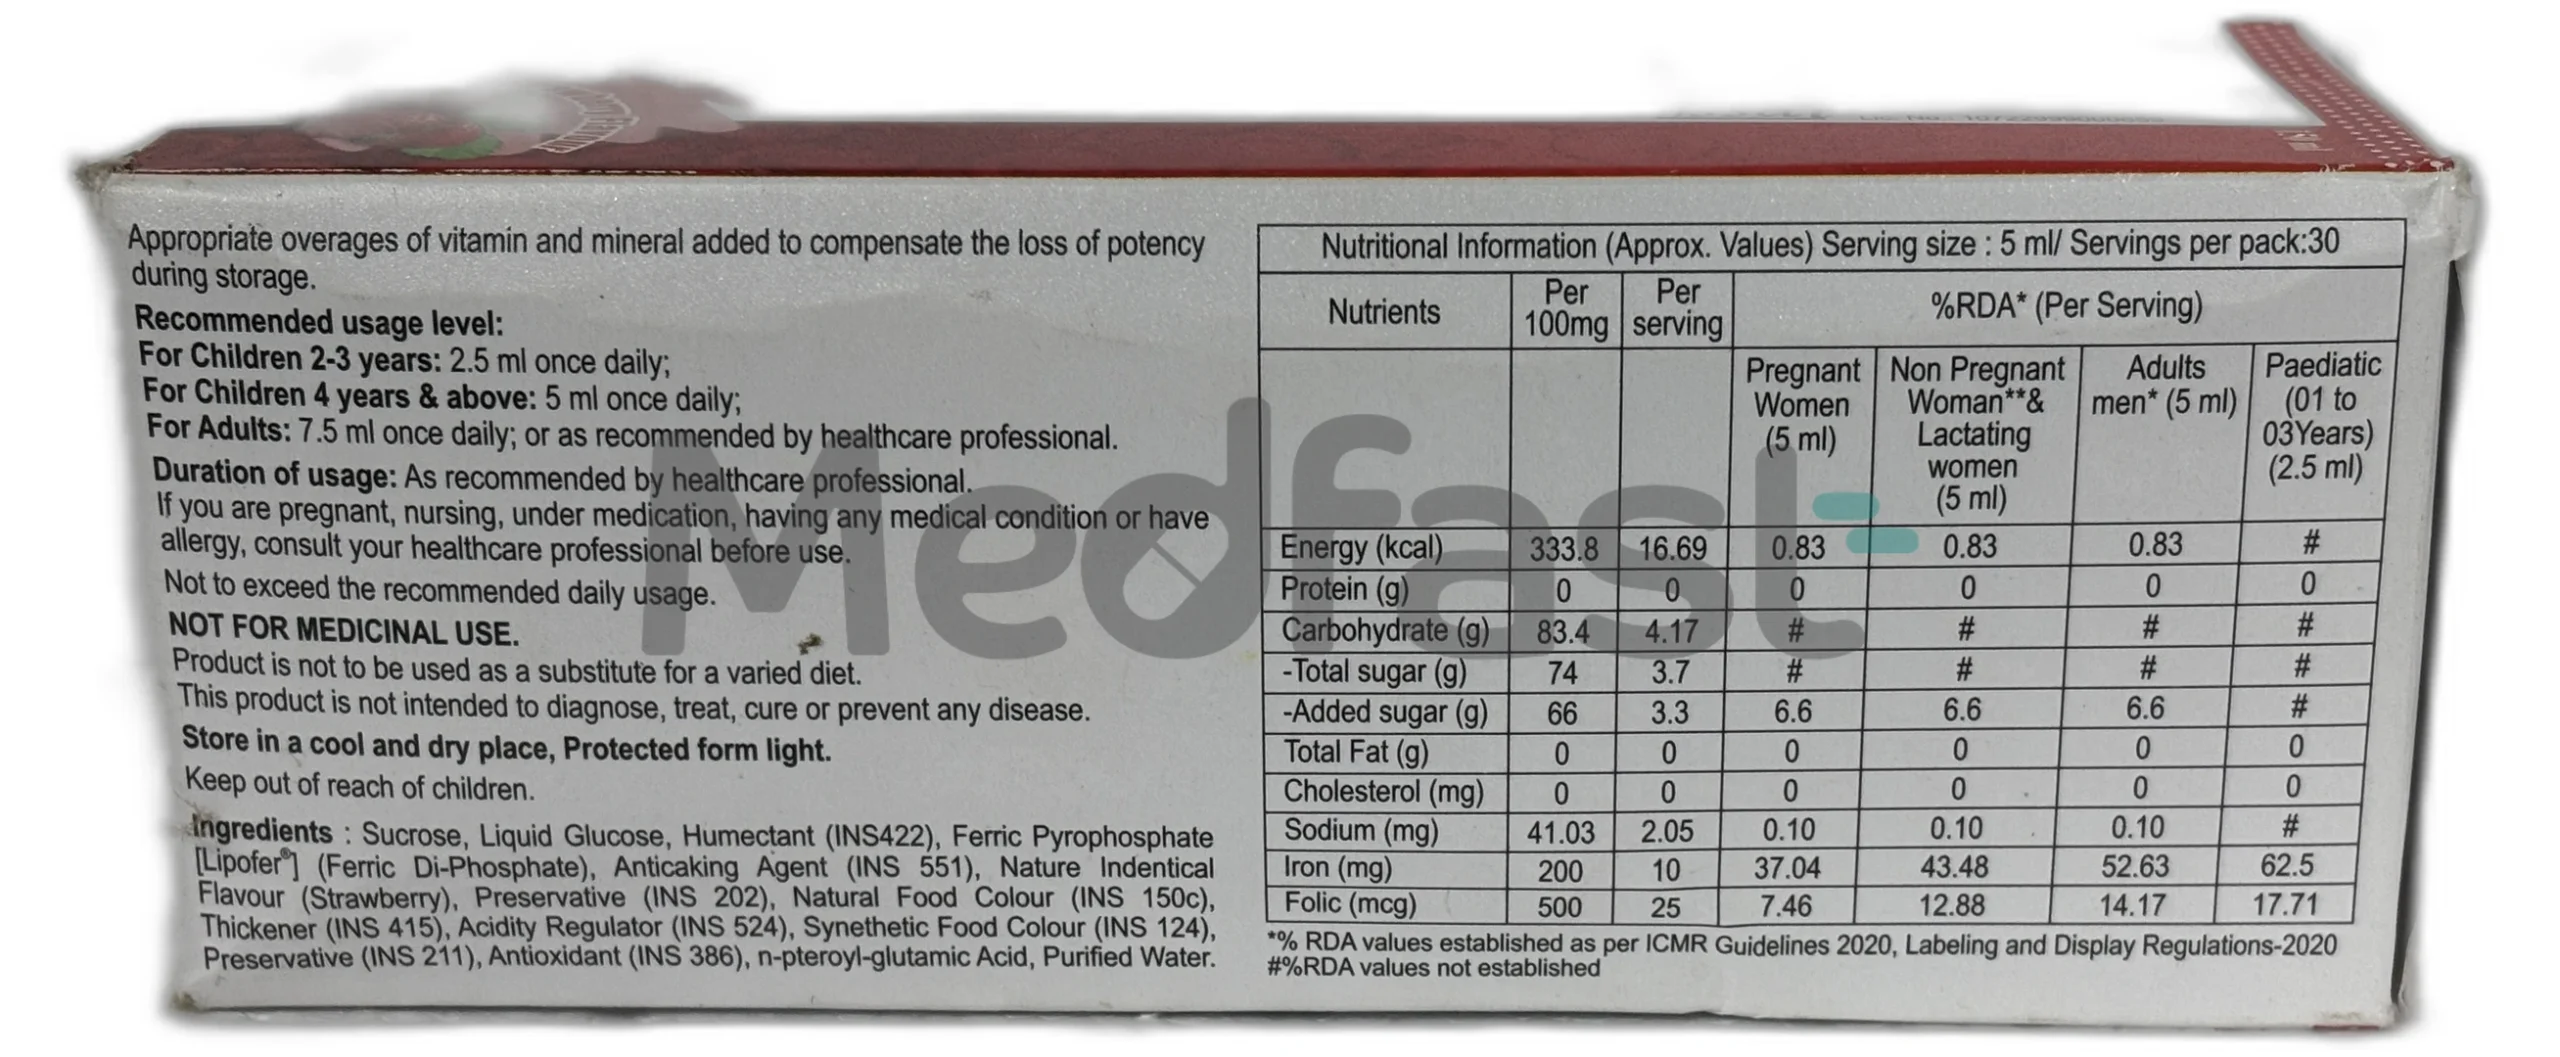 Appropriate overages of vitamin and mineral added to compensate the loss of potency
during storage.
Recommended usage level:
For Children 2-3 years: 2.5 ml once daily;
For Children 4 years & above: 5 ml once daily;
For Adults: 7.5 ml once daily; or as recommended by healthcare professional.
Duration of usage: As recommended by healthcare professional.
If you are pregnant, nursing, under medication, having any medical condition or have
allergy, consult your healthcare professional before use.
Not to exceed the recommended daily usage.
NOT FOR MEDICINAL USE.
Product is not to be used as a substitute for a varied diet.
This product is not intended to diagnose, treat, cure or prevent any disease.
Store in a cool and dry place, Protected form light.
Keep out of reach of children.
Ingredients : Sucrose, Liquid Glucose, Humectant (INS422), Ferric Pyrophosphate
[Lipofer®] (Ferric Di-Phosphate), Anticaking Agent (INS 551), Nature Indentical
Flavour (Strawberry), Preservative (INS 202), Natural Food Colour (INS 150c),
Thickener (INS 415), Acidity Regulator (INS 524), Synethetic Food Colour (INS 124),
Preservative (INS 211), Antioxidant (INS 386), n-pteroyl-glutamic Acid, Purified Water.
Nutritional Information (Approx. Values) Serving size : 5 ml/ Servings per pack:30
Nutrients Per 100mg Per serving %RDA* (Per Serving)
Pregnant Women (5 ml) Non Pregnant Woman**& Lactating women (5 ml) Adults men* (5 ml) Paediatic (01 to 03Years) (2.5 ml)
Energy (kcal) 333.8 16.69 0.83 0.83 0.83 #
Protein (g) 0 0 0 0 0 0
Carbohydrate (g) 83.4 4.17 # # # #
-Total sugar (g) 74 3.7 # # # #
-Added sugar (g) 66 3.3 6.6 6.6 6.6 #
Total Fat (g) 0 0 0 0 0 0
Cholesterol (mg) 0 0 0 0 0 0
Sodium (mg) 41.03 2.05 0.10 0.10 0.10 #
Iron (mg) 200 10 37.04 43.48 52.63 62.5
Folic (mcg) 500 25 7.46 12.88 14.17 17.71
*% RDA values established as per ICMR Guidelines 2020, Labeling and Display Regulations-2020
#%RDA values not established
Medfast